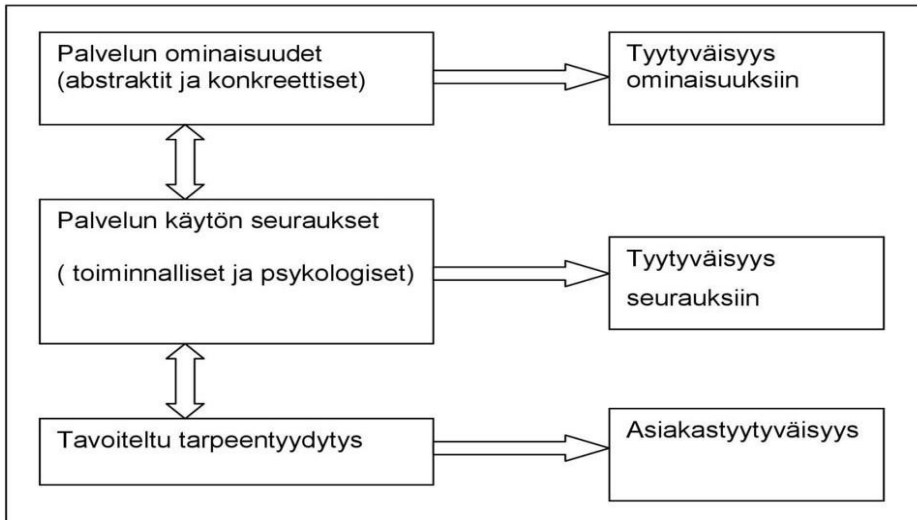 Palvelun ominaisuudet
(abstraktit ja konkreettiset)
Tyytyväisyys
ominaisuuksiin
Palvelun käytön seuraukset
( toiminnalliset ja psykologiset)
Tyytyväisyys
seurauksiin
Tavoiteltu tarpeentyydytys
Asiakastyytyväisyys